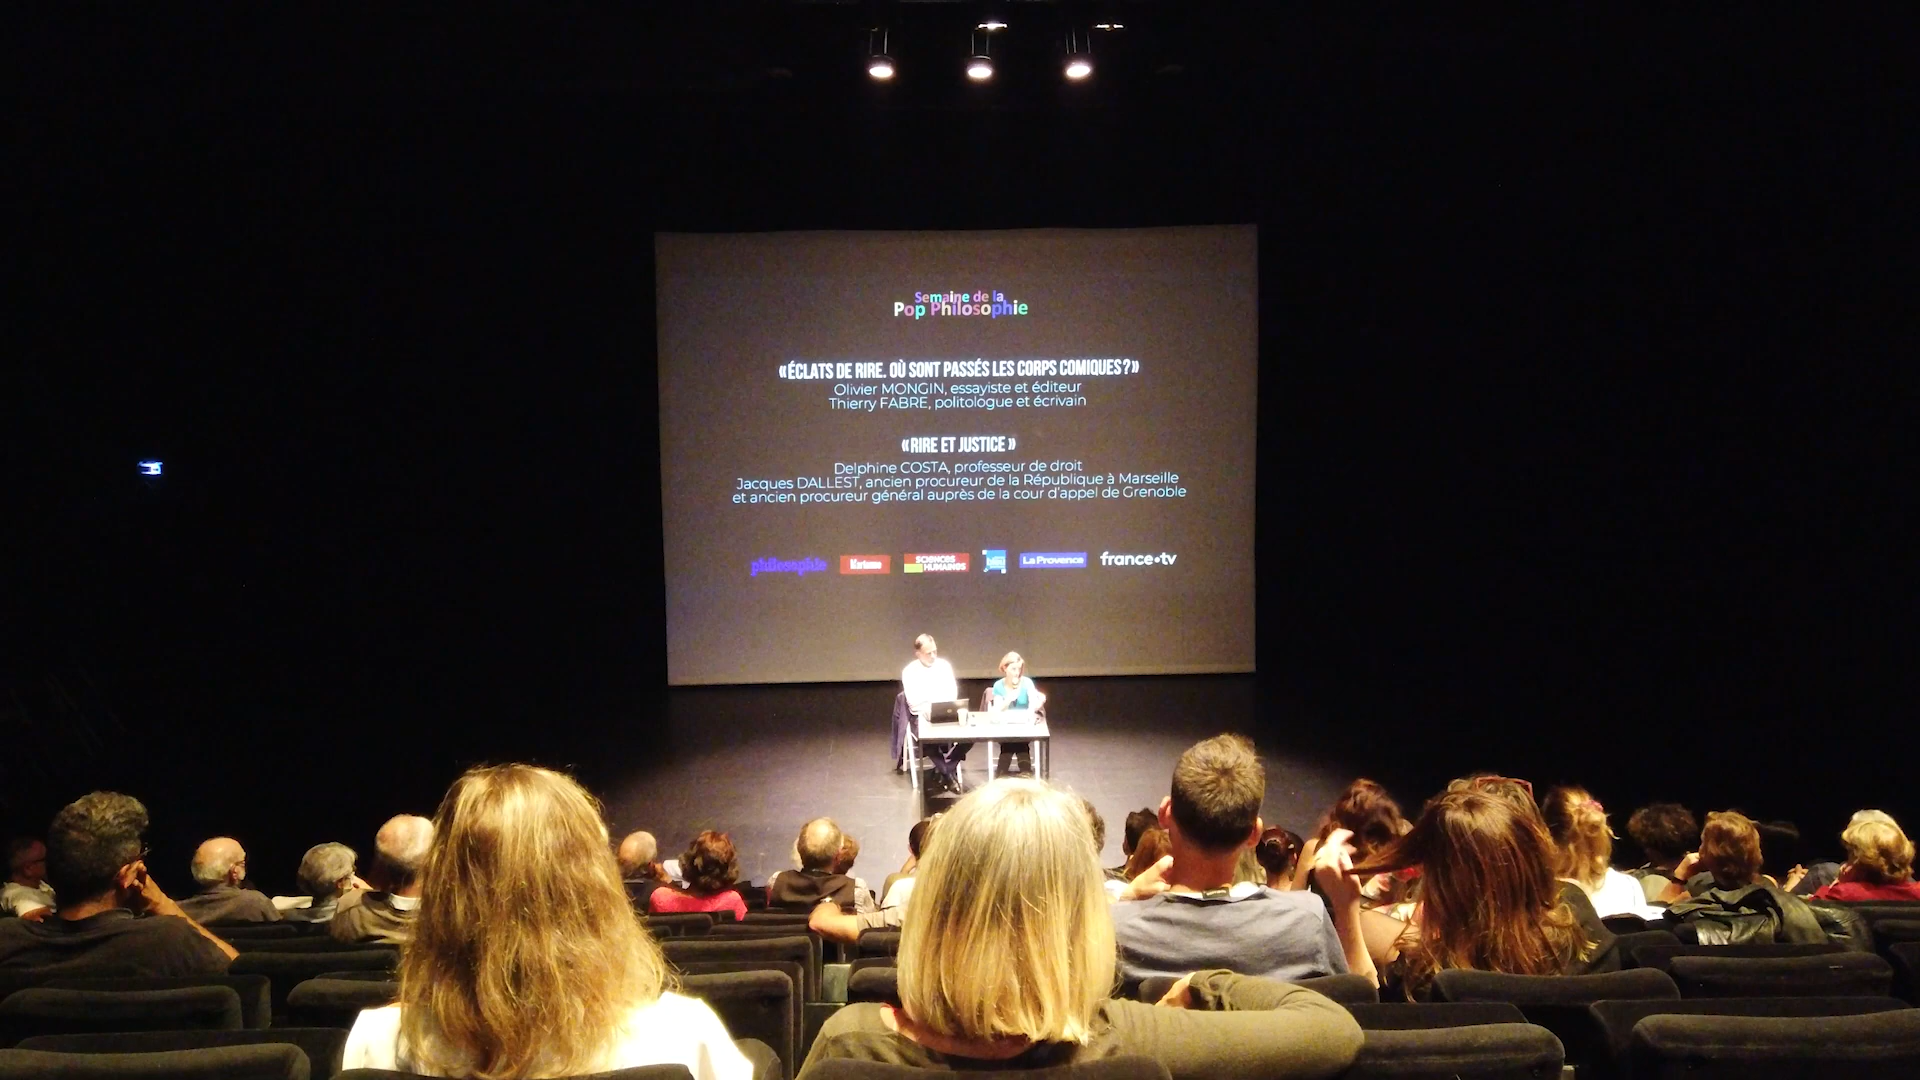 Semaine de la
Pop Philosophie
«ÉCLATS DE RIRE. OÙ SONT PASSÉS LES CORPS COMIQUES?»
Olivier MONGIN, essayiste et éditeur
Thierry FABRE, politologue et écrivain
«RIRE ET JUSTICE»
Delphine COSTA, professeur de droit
Jacques DALLEST, ancien procureur de la République à Marseille
et ancien procureur général auprès de la cour d'appel de Grenoble
philosophie
SCIENCES
HUMAINES
La Provence
france•tv